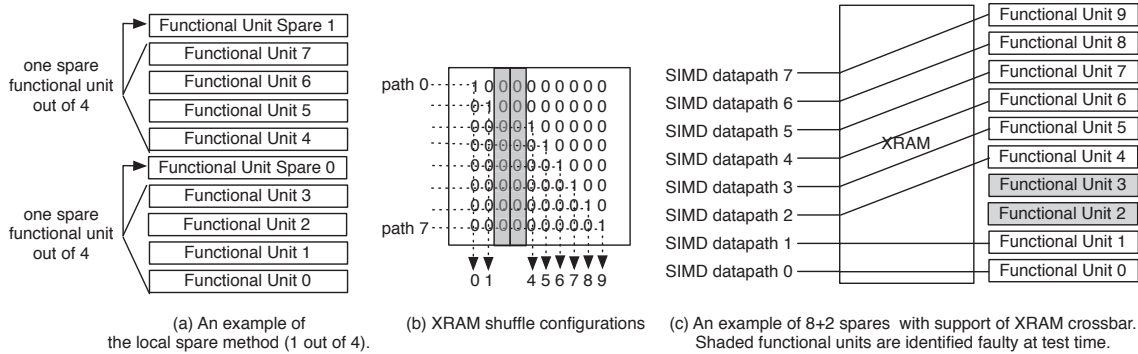 Functional Unit Spare 1
Functional Unit 7
Functional Unit 6
Functional Unit 5
Functional Unit 4
one spare
functional unit
out of 4
Functional Unit Spare 0
Functional Unit 3
Functional Unit 2
Functional Unit 1
Functional Unit 0
one spare
functional unit
out of 4
(a) An example of
the local spare method (1 out of 4).
path 0
1 0 0 0 0 0 0 0 0 0
0 1 0 0 0 0 0 0 0 0
0 0 0 0 1 0 0 0 0 0
0 0 0 0 0 1 0 0 0 0
0 0 0 0 0 0 1 0 0 0
0 0 0 0 0 0 0 1 0 0
0 0 0 0 0 0 0 0 1 0
path 7
0 0 0 0 0 0 0 0 0 1
0 1 4 5 6 7 8 9
(b) XRAM shuffle configurations
SIMD datapath 7
SIMD datapath 6
SIMD datapath 5
SIMD datapath 4
SIMD datapath 3
SIMD datapath 2
SIMD datapath 1
SIMD datapath 0
XRAM
Functional Unit 9
Functional Unit 8
Functional Unit 7
Functional Unit 6
Functional Unit 5
Functional Unit 4
Functional Unit 3
Functional Unit 2
Functional Unit 1
Functional Unit 0
(c) An example of 8+2 spares with support of XRAM crossbar.
Shaded functional units are identified faulty at test time.